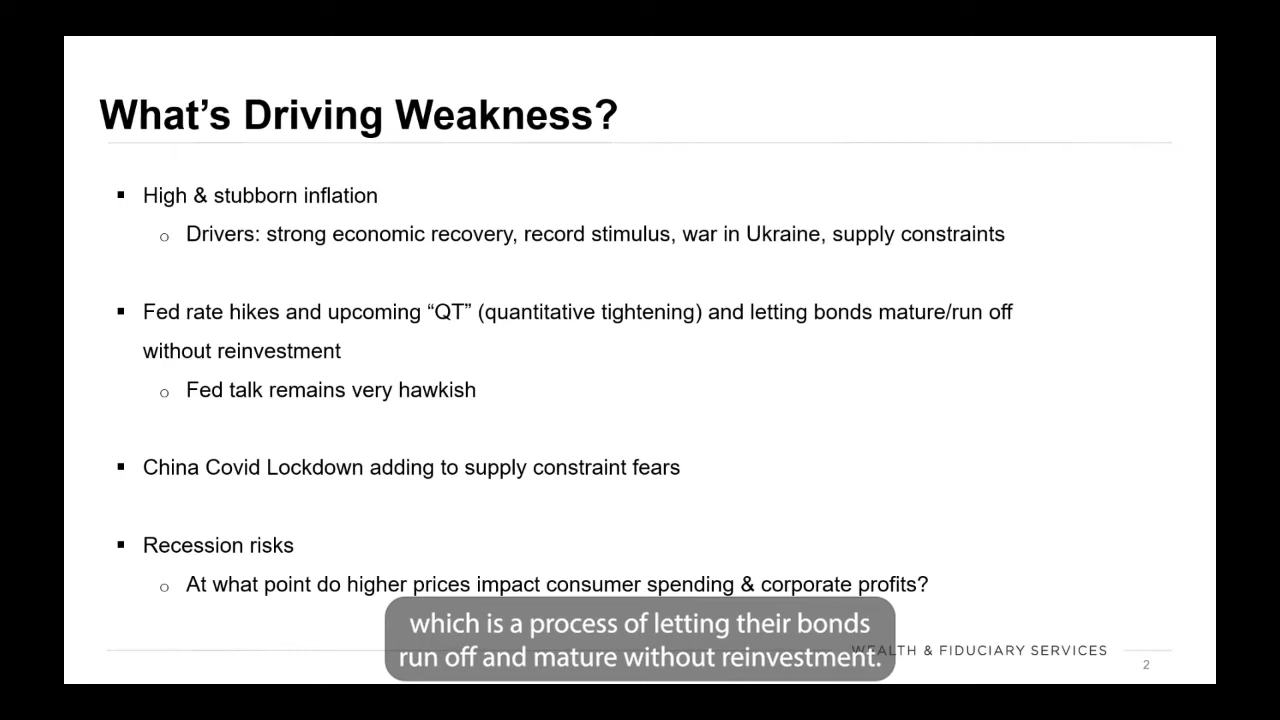 What’s Driving Weakness?
▪ High & stubborn inflation
o Drivers: strong economic recovery, record stimulus, war in Ukraine, supply constraints
▪ Fed rate hikes and upcoming “QT” (quantitative tightening) and letting bonds mature/run off
without reinvestment
o Fed talk remains very hawkish
▪ China Covid Lockdown adding to supply constraint fears
▪ Recession risks
o At what point do higher prices impact consumer spending & corporate profits?
which is a process of letting their bonds
run off and mature without reinvestment.
WEALTH & FIDUCIARY SERVICES
2